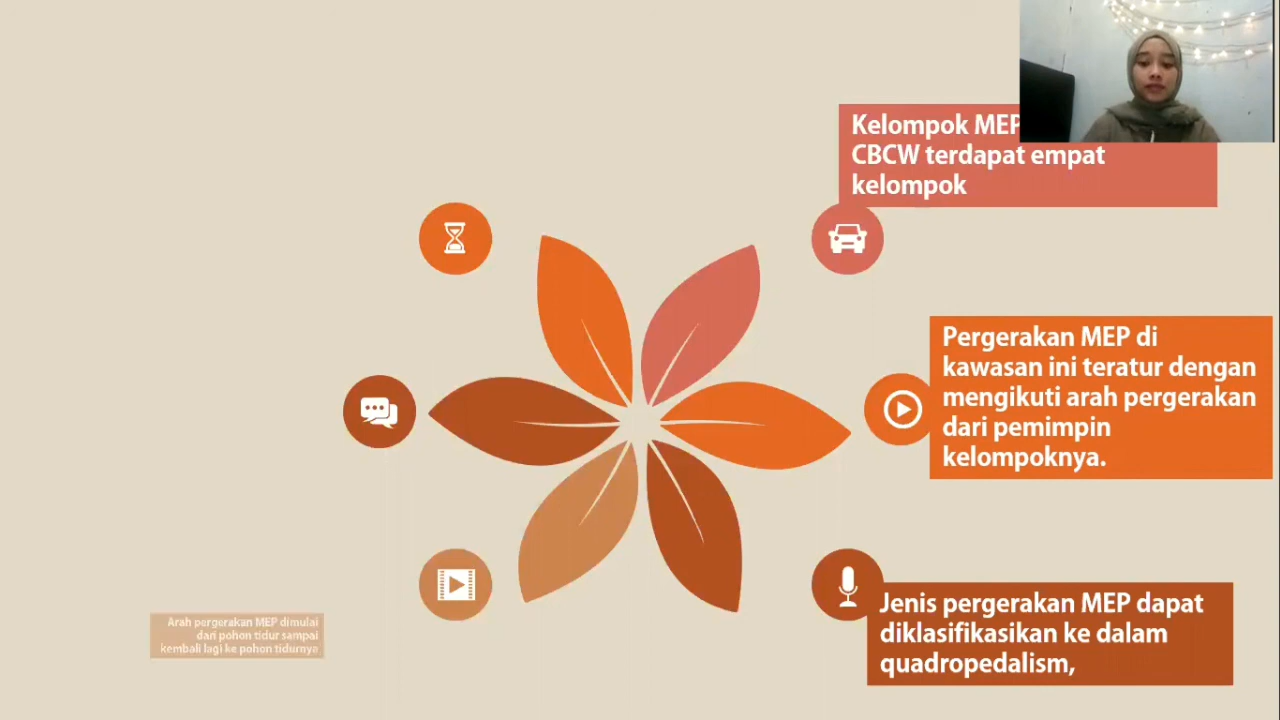 Kelompok MEP
CBCW terdapat empat
kelompok
Pergerakan MEP di
kawasan ini teratur dengan
mengikuti arah pergerakan
dari pemimpin
kelompoknya.
Jenis pergerakan MEP dapat
diklasifikasikan ke dalam
quadropedalism,
Arah pergerakan MEP dimulai
dari pohon tidur sampai
kembali lagi ke pohon tidurnya